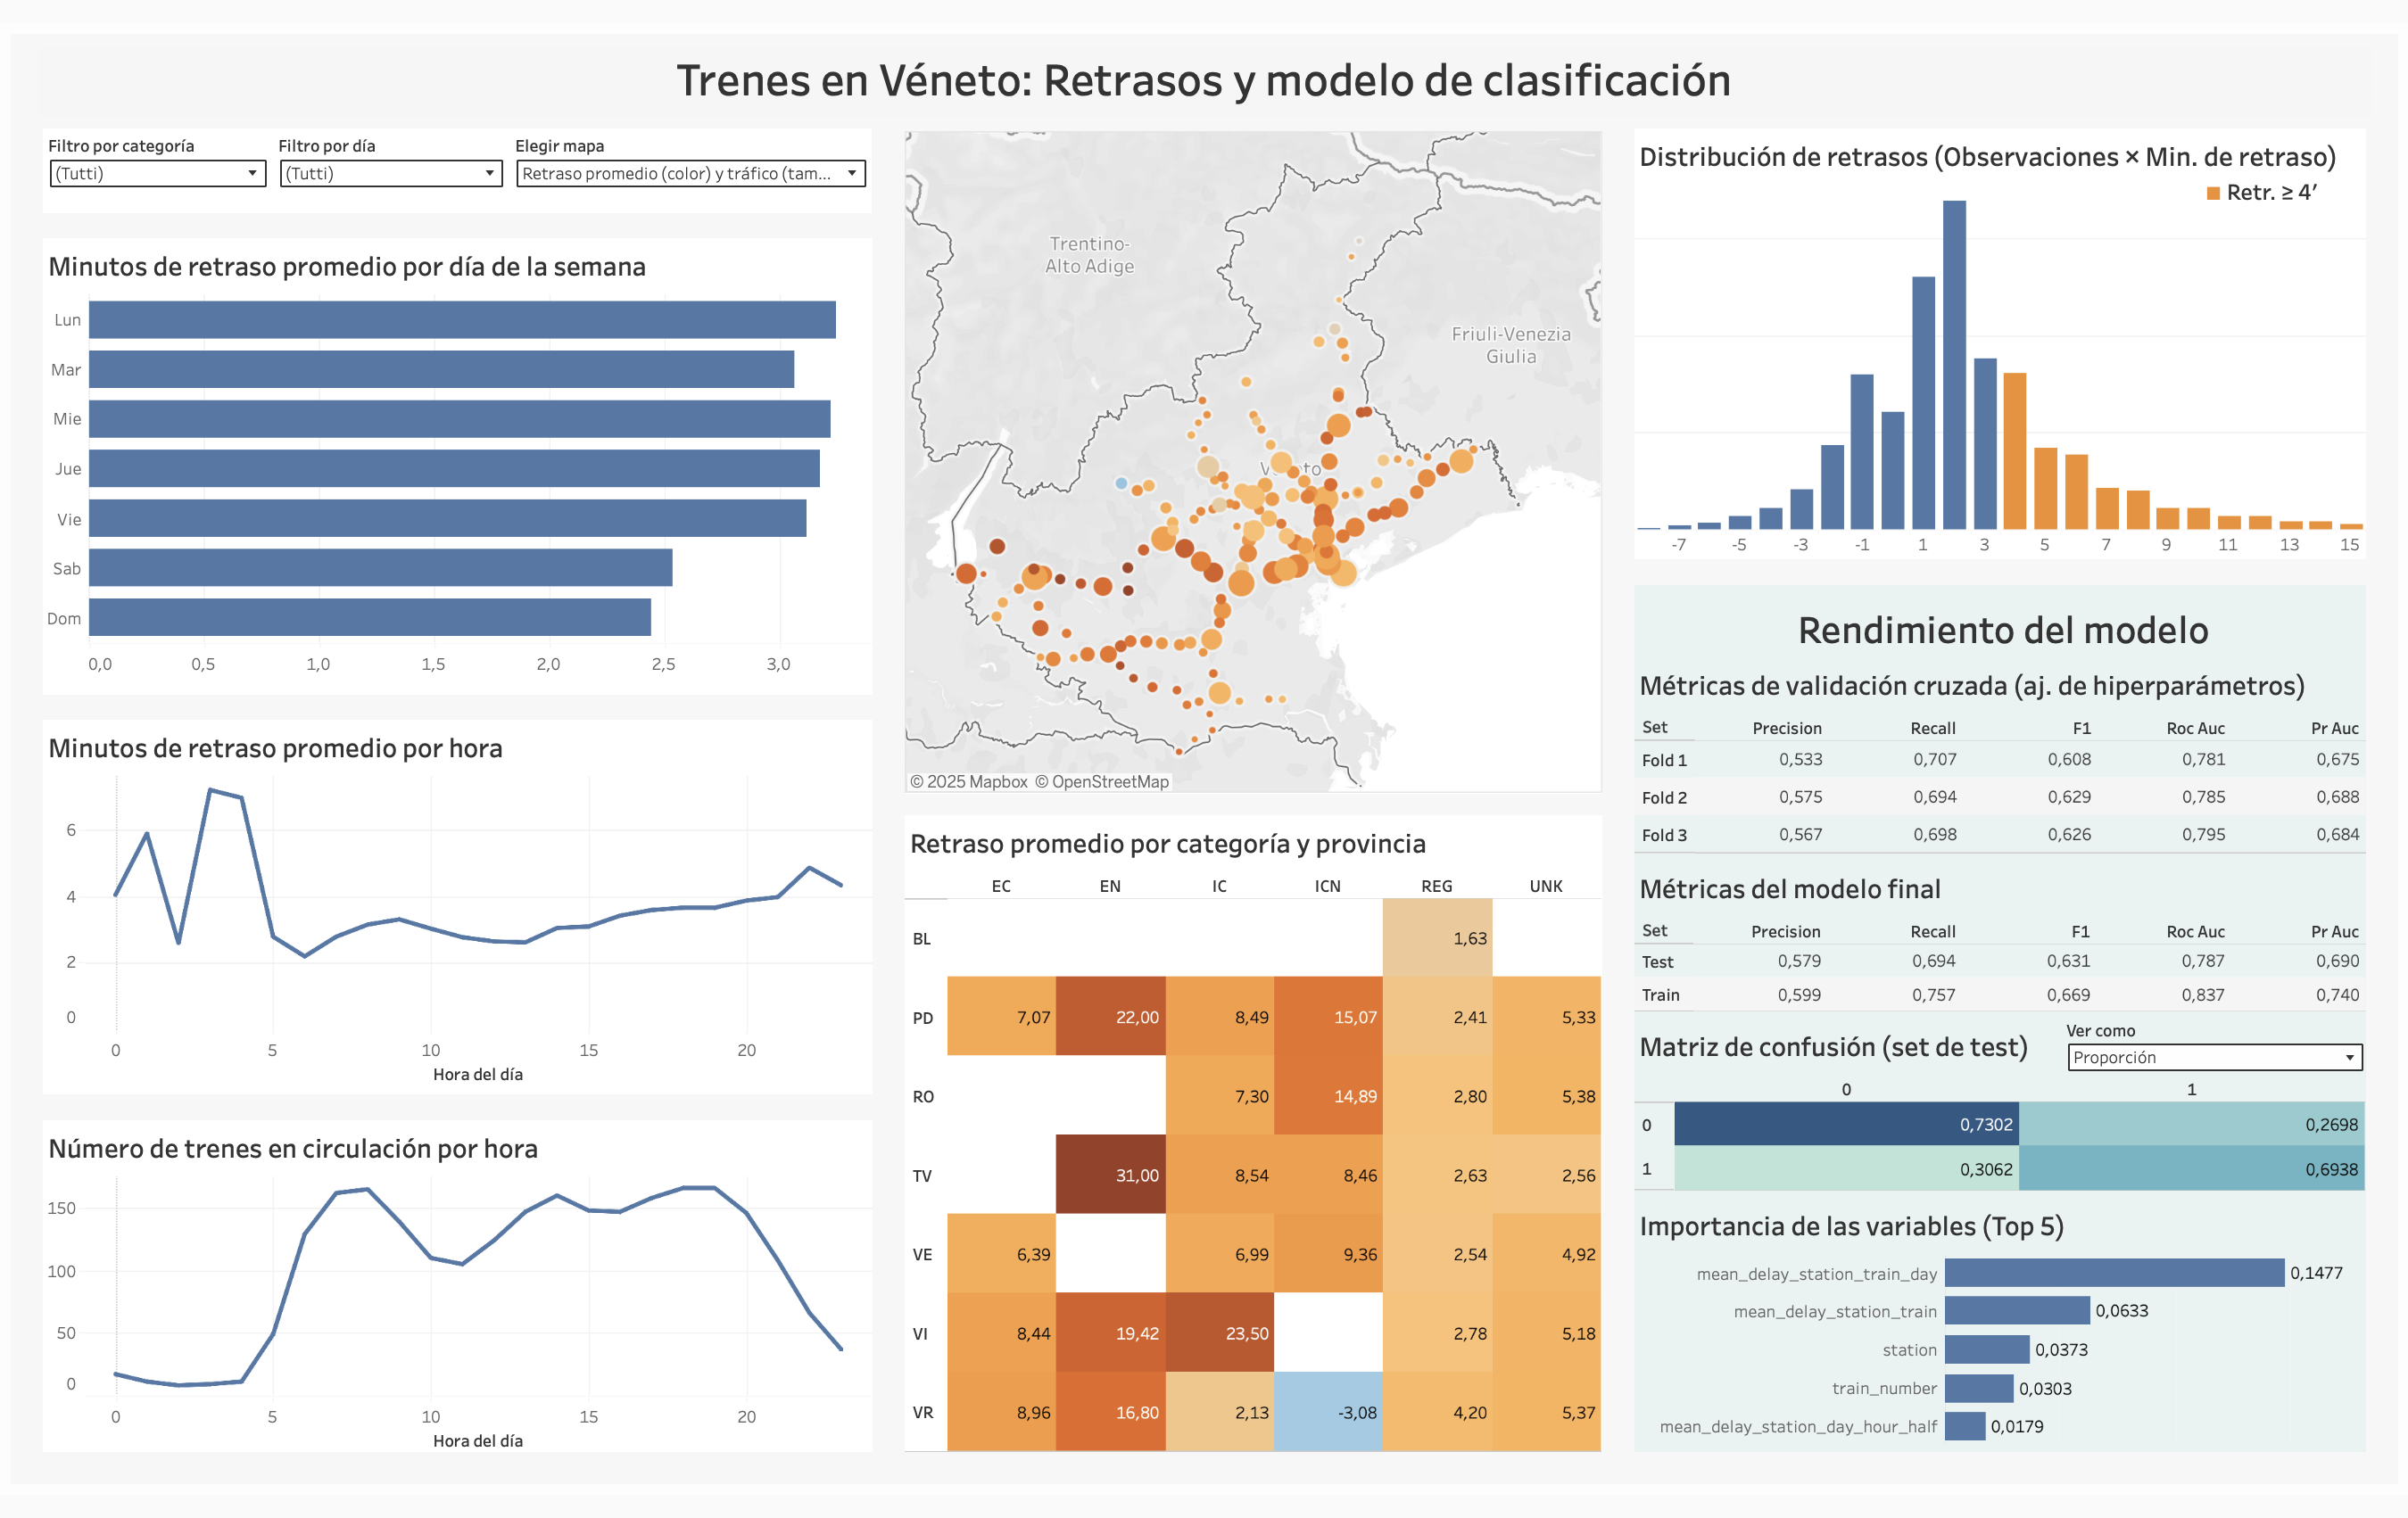 Trenes en Véneto: Retrasos y modelo de clasificación
Filtro por categoría
(Tutti)
Filtro por día
(Tutti)
Elegir mapa
Retraso promedio (color) y tráfico (tam...
Minutos de retraso promedio por día de la semana
Lun
Mar
Mie
Jue
Vie
Sab
Dom
0,0 0,5 1,0 1,5 2,0 2,5 3,0
Minutos de retraso promedio por hora
6
4
2
0
0 5 10 15 20
Hora del día
Número de trenes en circulación por hora
150
100
50
0
0 5 10 15 20
Hora del día
Trentino-
Alto Adige
Friuli-Venezia
Giulia
© 2025 Mapbox © OpenStreetMap
Retraso promedio por categoría y provincia
EC EN IC ICN REG UNK
BL 1,63
PD 7,07 22,00 8,49 15,07 2,41 5,33
RO 7,30 14,89 2,80 5,38
TV 31,00 8,54 8,46 2,63 2,56
VE 6,39 6,99 9,36 2,54 4,92
VI 8,44 19,42 23,50 2,78 5,18
VR 8,96 16,80 2,13 -3,08 4,20 5,37
Distribución de retrasos (Observaciones × Min. de retraso)
Retr. ≥ 4′
-7 -5 -3 -1 1 3 5 7 9 11 13 15
Rendimiento del modelo
Métricas de validación cruzada (aj. de hiperparámetros)
Set Precision Recall F1 Roc Auc Pr Auc
Fold 1 0,533 0,707 0,608 0,781 0,675
Fold 2 0,575 0,694 0,629 0,785 0,688
Fold 3 0,567 0,698 0,626 0,795 0,684
Métricas del modelo final
Set Precision Recall F1 Roc Auc Pr Auc
Test 0,579 0,694 0,631 0,787 0,690
Train 0,599 0,757 0,669 0,837 0,740
Matriz de confusión (set de test)
Ver como
Proporción
0 1
0 0,7302 0,2698
1 0,3062 0,6938
Importancia de las variables (Top 5)
mean_delay_station_train_day 0,1477
mean_delay_station_train 0,0633
station 0,0373
train_number 0,0303
mean_delay_station_day_hour_half 0,0179